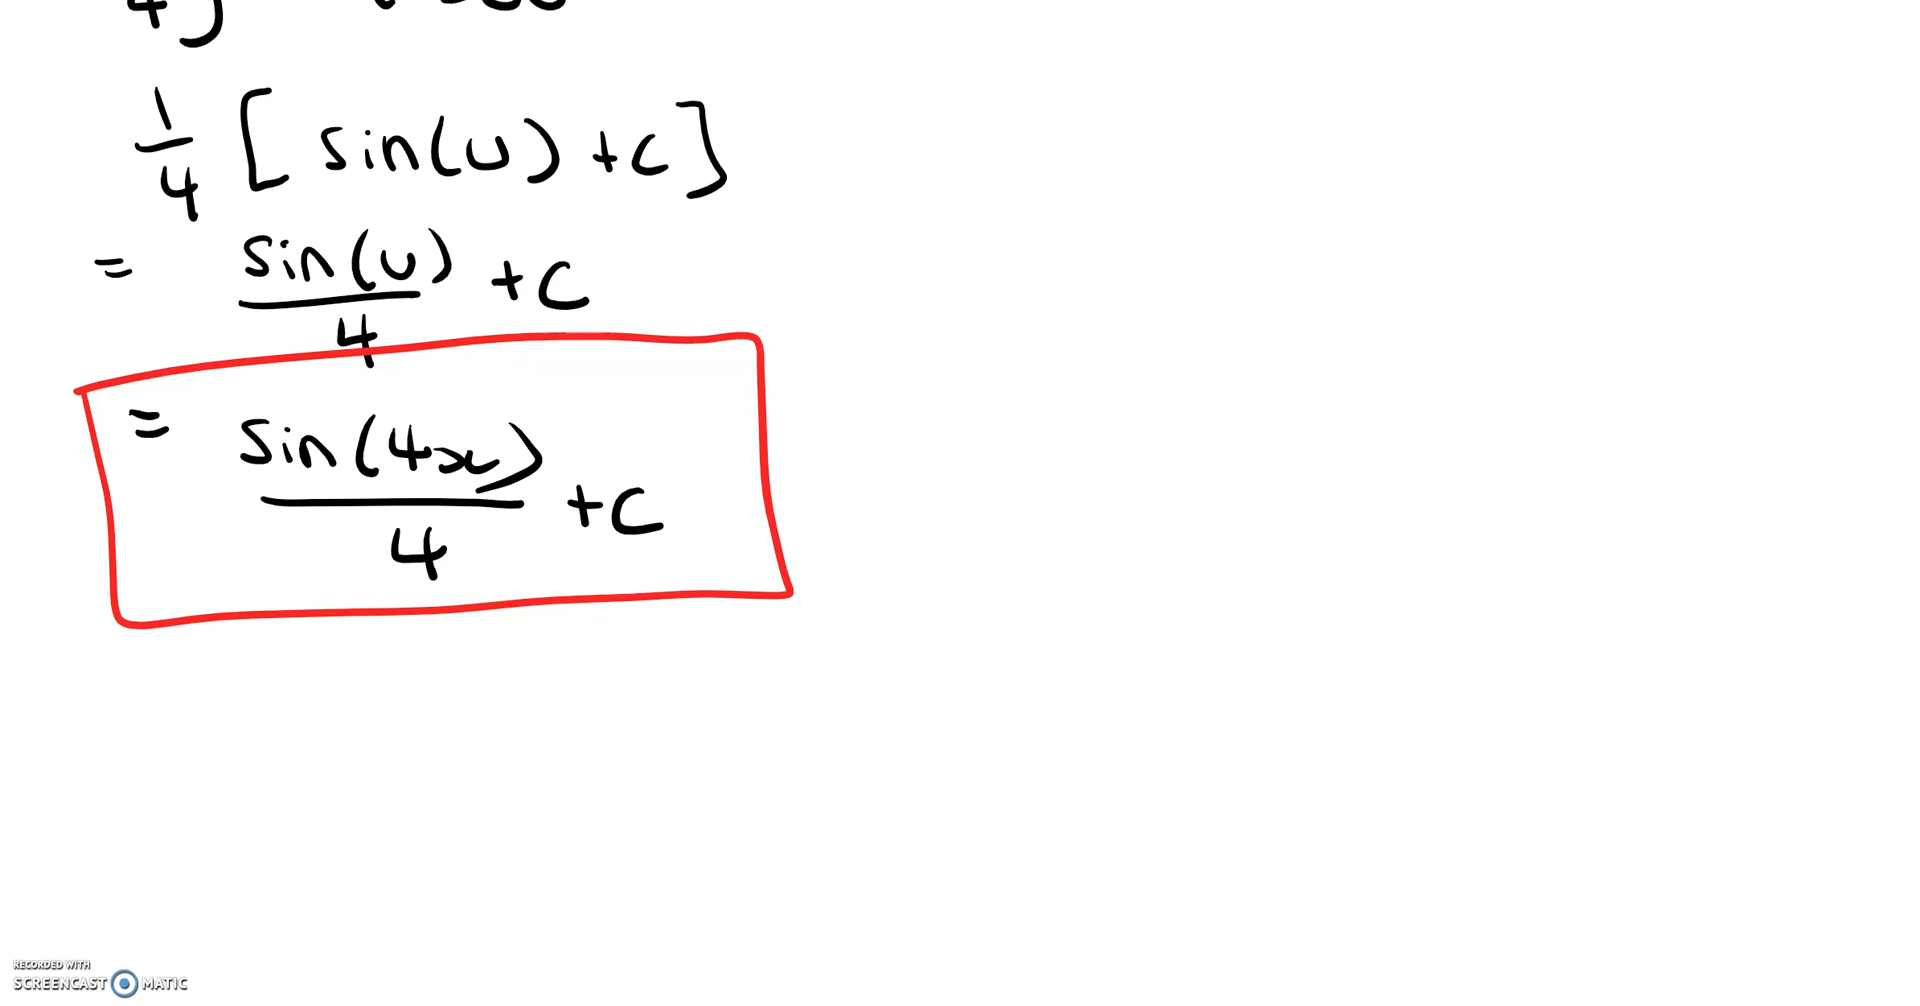 1/4 [ sin(u) + c ]
= sin(u)/4 + c
= sin(4x)/4 + c
RECORDED WITH
SCREENCAST MATIC